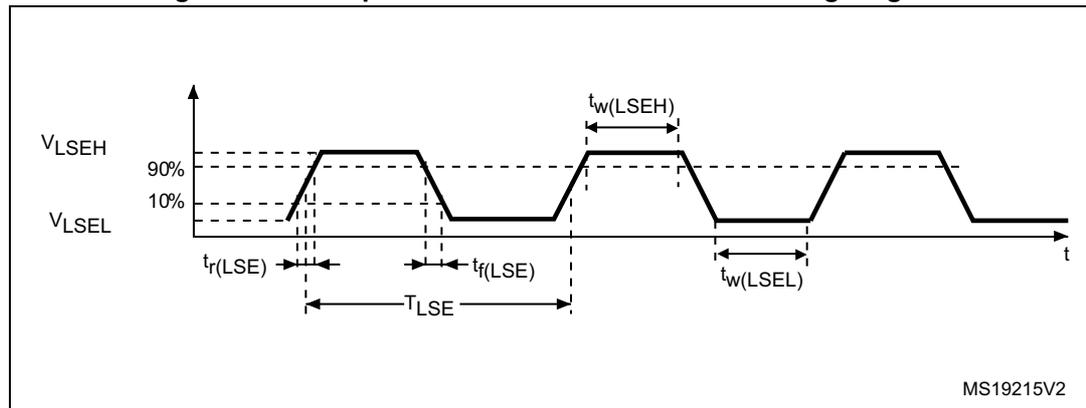 tw(LSEH)
VLSEH
90%
10%
VLSEL
tr(LSE)
tf(LSE)
tw(LSEL)
t
TLSE
MS19215V2